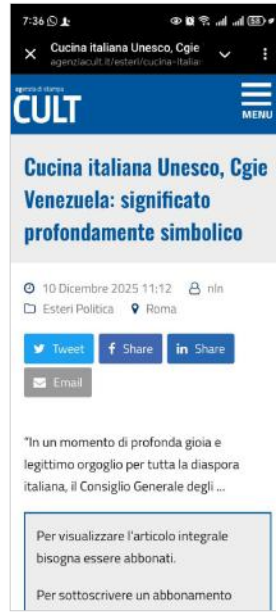 7:36
55
Cucina italiana Unesco, Cgie
agenziacult.it/esteri/cucina-italia
agenzia di stampa
CULT
MENU
Cucina italiana Unesco, Cgie
Venezuela: significato
profondamente simbolico
10 Dicembre 2025 11:12 nln
Esteri Politica Roma
Tweet Share Share
Email
"In un momento di profonda gioia e
legittimo orgoglio per tutta la diaspora
italiana, il Consiglio Generale degli ...
Per visualizzare l'articolo integrale
bisogna essere abbonati.
Per sottoscrivere un abbonamento